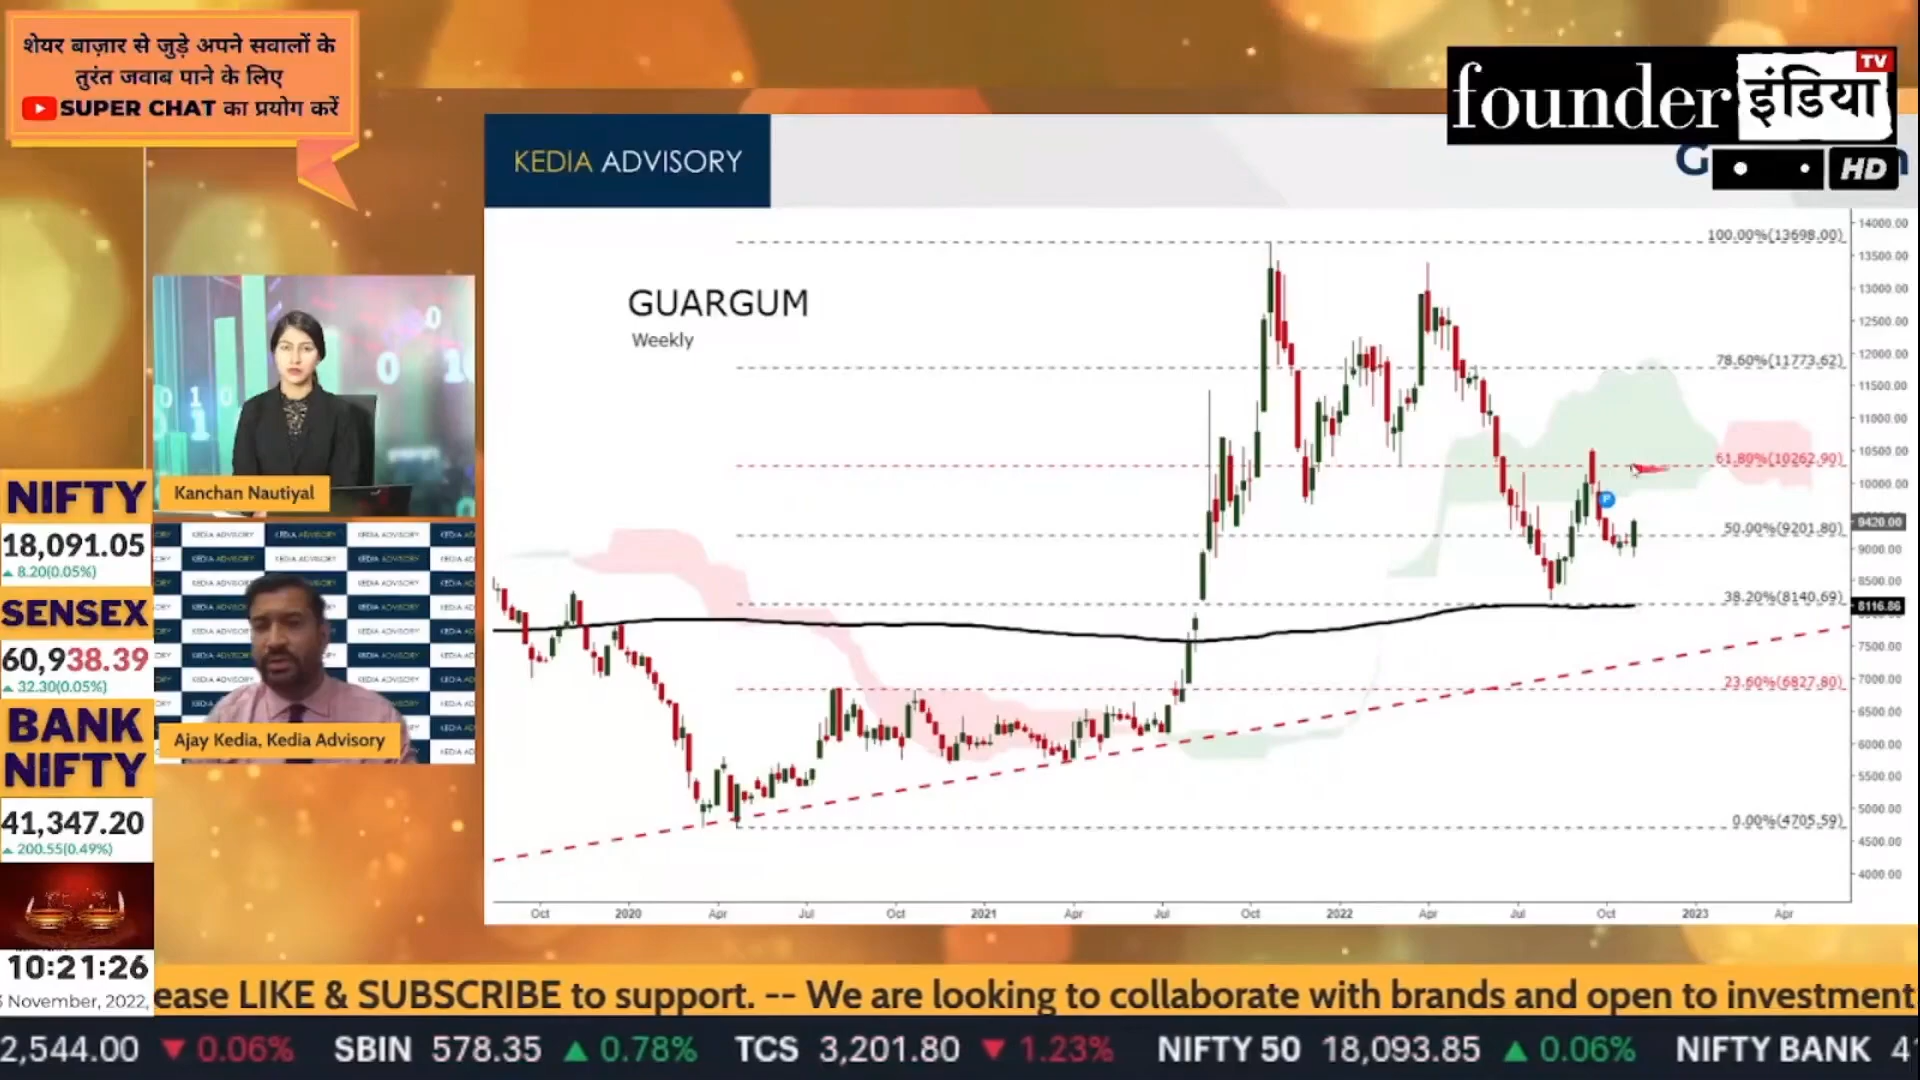 शेयर बाज़ार से जुड़े अपने सवालों के
तुरंत जवाब पाने के लिए
SUPER CHAT का प्रयोग करें
founder इंडिया TV
HD
KEDIA ADVISORY
GUARGUM
Weekly
100.00%(13698.00)
78.60%(11773.62)
61.80%(10262.90)
50.00%(9201.80)
38.20%(8140.69)
23.60%(6827.80)
0.00%(4705.59)
14000.00
13500.00
13000.00
12500.00
12000.00
11500.00
11000.00
10500.00
10000.00
9420.00
9000.00
8500.00
8116.86
7500.00
7000.00
6500.00
6000.00
5500.00
5000.00
4500.00
4000.00
P
Oct 2020 Apr Jul Oct 2021 Apr Jul Oct 2022 Apr Jul Oct 2023 Apr
Kanchan Nautiyal
Ajay Kedia, Kedia Advisory
NIFTY
18,091.05
8.20(0.05%)
SENSEX
60,938.39
32.30(0.05%)
BANK
NIFTY
41,347.20
200.55(0.49%)
10:21:26
November, 2022,
ease LIKE & SUBSCRIBE to support. -- We are looking to collaborate with brands and open to investment
2,544.00 ▼ 0.06% SBIN 578.35 ▲ 0.78% TCS 3,201.80 ▼ 1.23% NIFTY 50 18,093.85 ▲ 0.06% NIFTY BANK 4